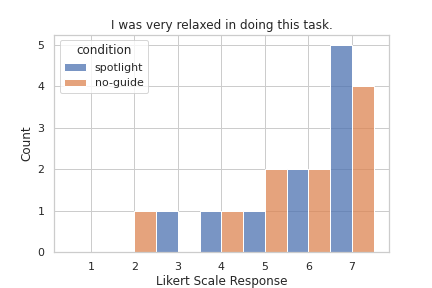 I was very relaxed in doing this task.
condition
spotlight
no-guide
5
4
3
2
1
0
Count
1 2 3 4 5 6 7
Likert Scale Response